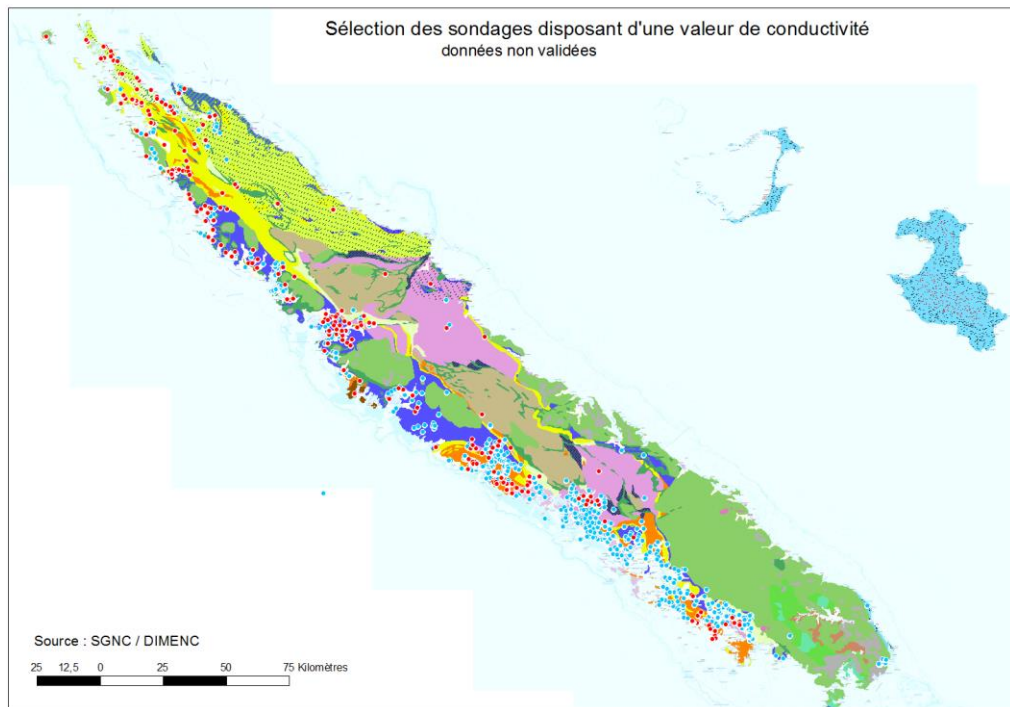 Sélection des sondages disposant d'une valeur de conductivité
données non validées
Source : SGNC / DIMENC
25 12,5 0 25 50 75 Kilomètres